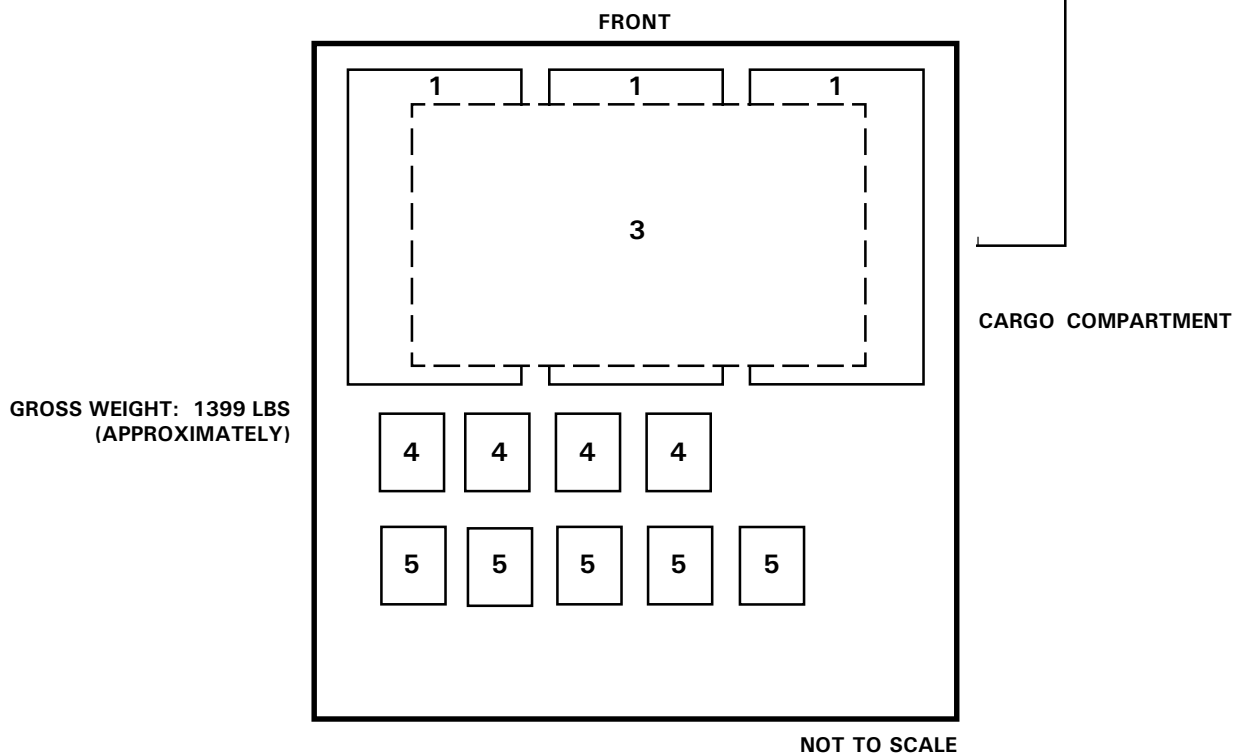 FRONT
1 1 1
3
CARGO COMPARTMENT
GROSS WEIGHT: 1399 LBS
(APPROXIMATELY)
4 4 4 4
5 5 5 5 5
NOT TO SCALE